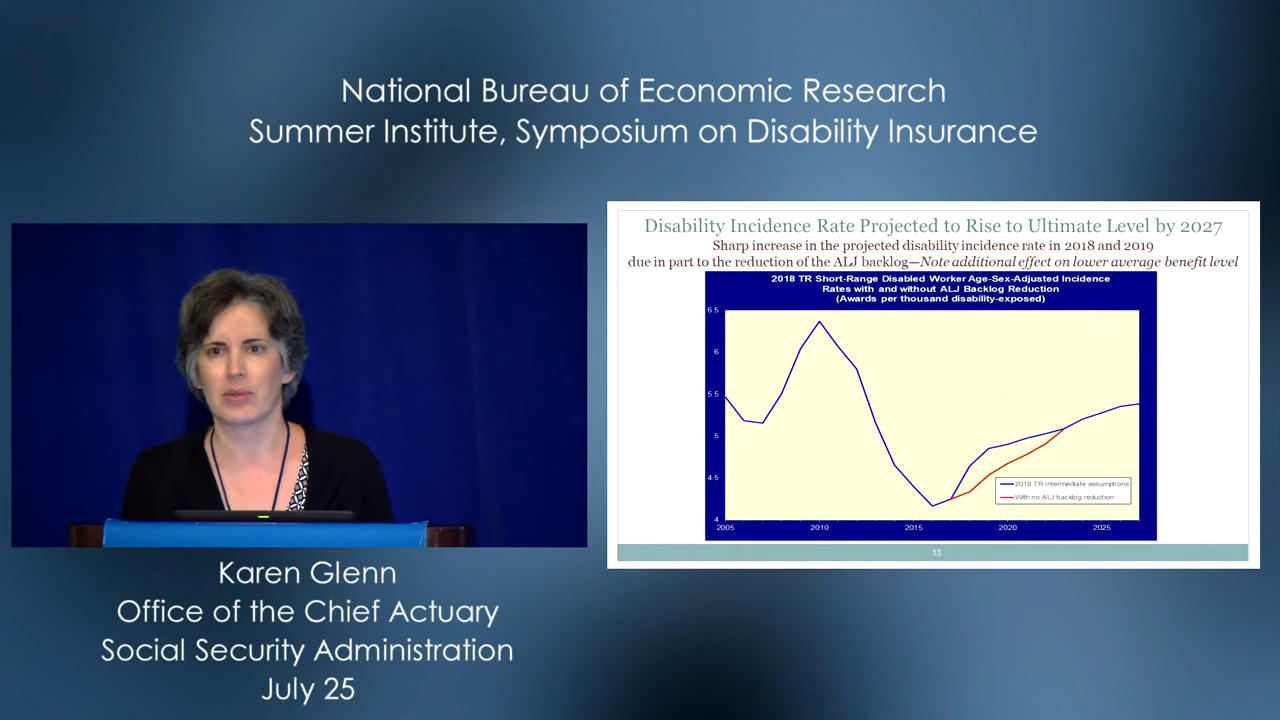 National Bureau of Economic Research
Summer Institute, Symposium on Disability Insurance
Disability Incidence Rate Projected to Rise to Ultimate Level by 2027
Sharp increase in the projected disability incidence rate in 2018 and 2019
due in part to the reduction of the ALJ backlog—Note additional effect on lower average benefit level
2018 TR Short-Range Disabled Worker Age-Sex-Adjusted Incidence
Rates with and without ALJ Backlog Reduction
(Awards per thousand disability-exposed)
6.5
6
5.5
5
4.5
4
2005
2010
2015
2020
2025
2018 TR Intermediate assumptions
With no ALJ backlog reduction
13
Karen Glenn
Office of the Chief Actuary
Social Security Administration
July 25